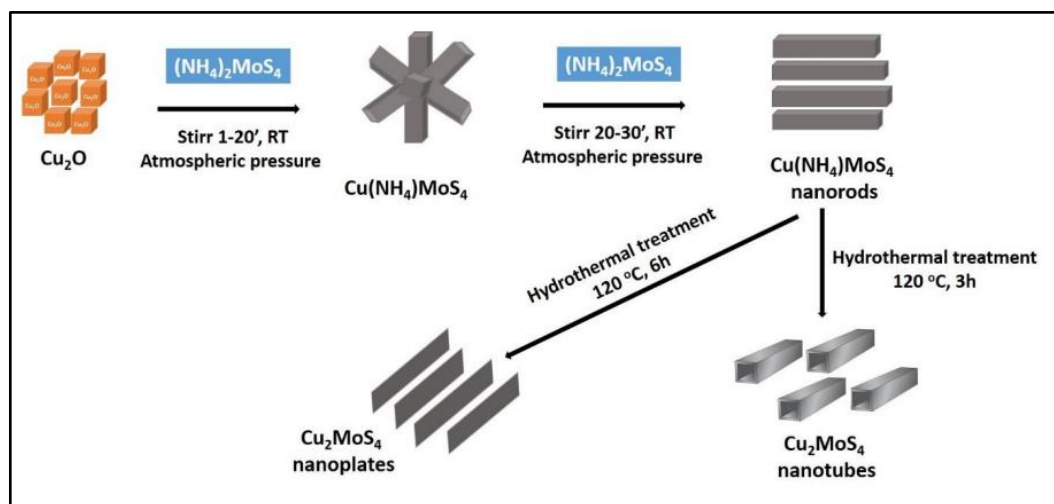 Cu₂O
Cu₂O
Cu₂O
Cu₂O
Cu₂O
Cu₂O
Cu₂O
Cu₂O
Cu₂O
(NH₄)₂MoS₄
Stirr 1-20’, RT
Atmospheric pressure
Cu(NH₄)MoS₄
(NH₄)₂MoS₄
Stirr 20-30’, RT
Atmospheric pressure
Cu(NH₄)MoS₄
nanorods
Hydrothermal treatment
120 ᵒC, 6h
Hydrothermal treatment
120 ᵒC, 3h
Cu₂MoS₄
nanoplates
Cu₂MoS₄
nanotubes